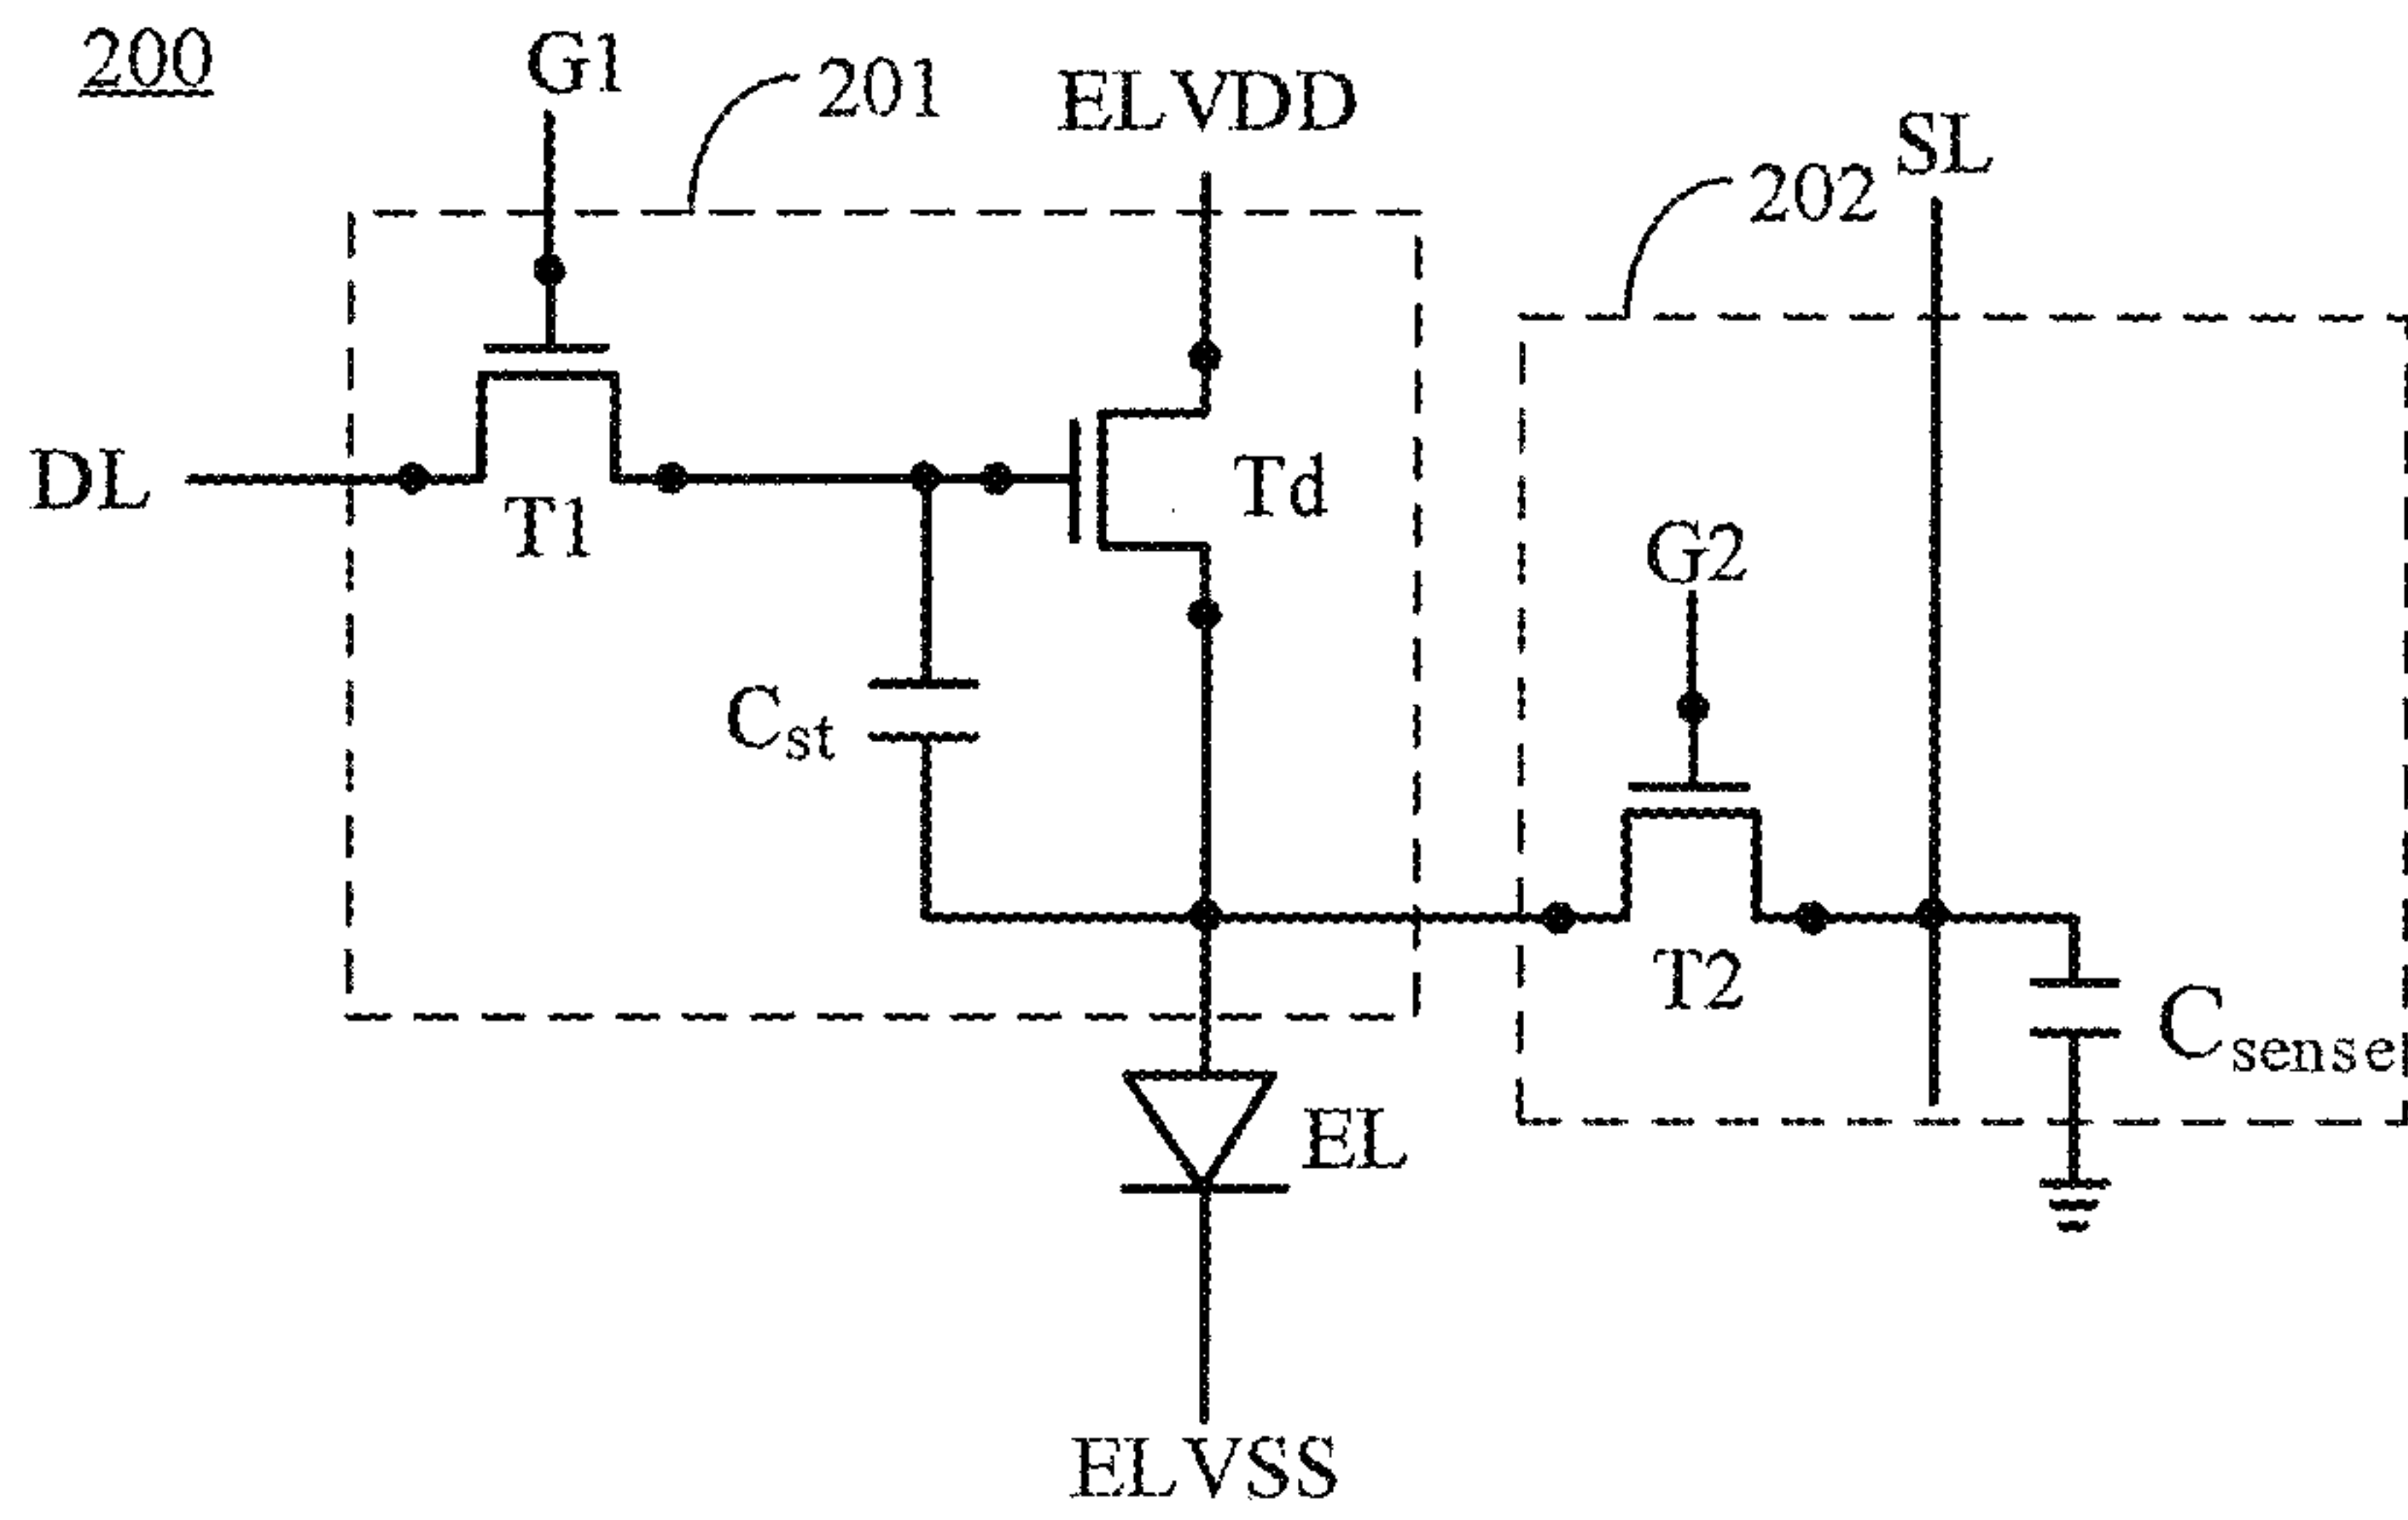 200
G1
201
ELVDD
SL
202
DL
T1
Td
G2
Cst
T2
Csense
EL
ELVSS